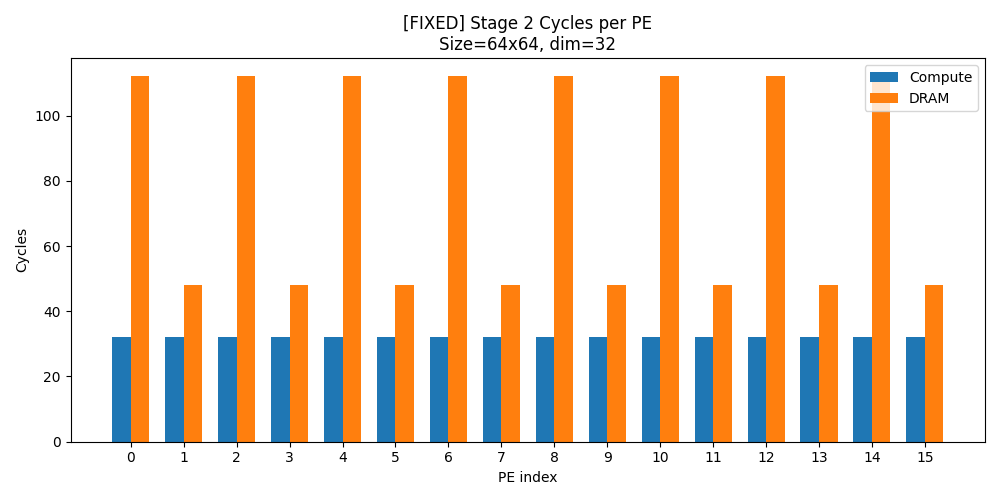 [FIXED] Stage 2 Cycles per PE
Size=64x64, dim=32
Compute
DRAM
Cycles
100
80
60
40
20
0
0 1 2 3 4 5 6 7 8 9 10 11 12 13 14 15
PE index